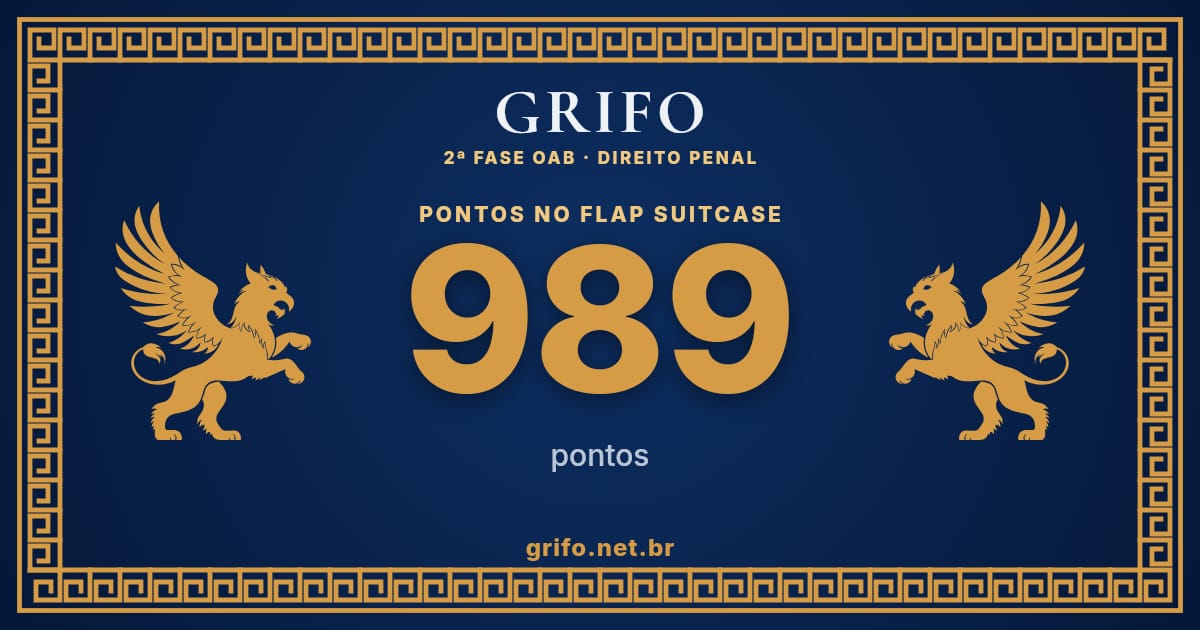 GRIFO
2ª FASE OAB · DIREITO PENAL
PONTOS NO FLAP SUITCASE
989
pontos
grifo.net.br